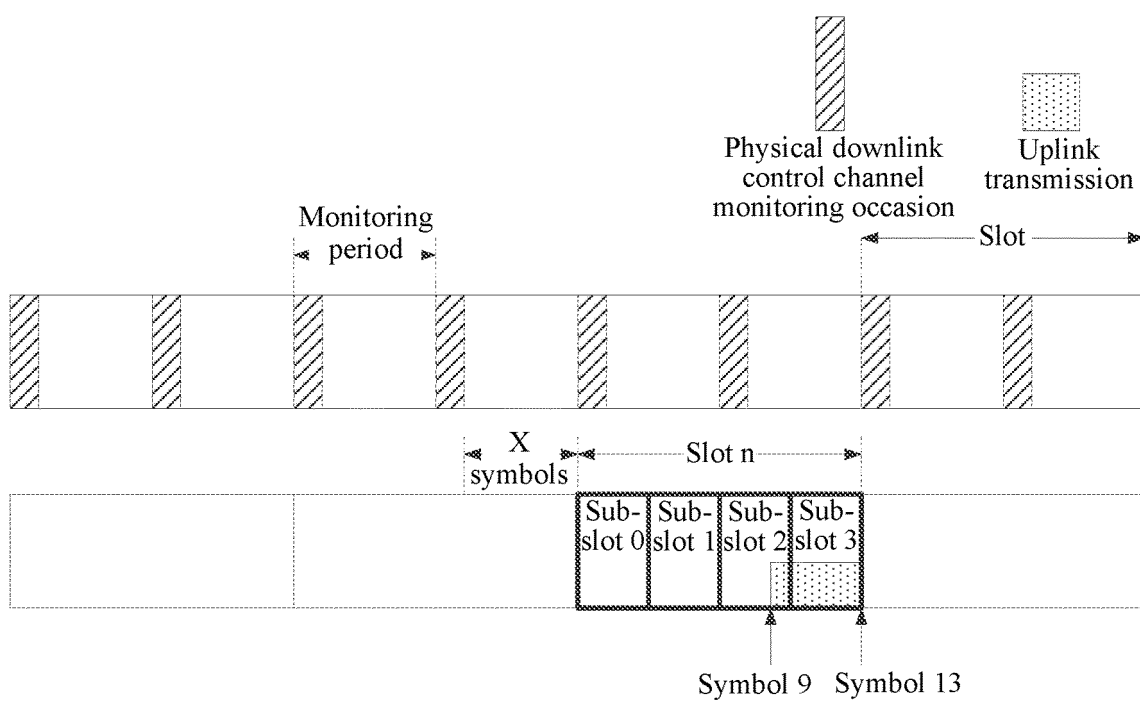 Physical downlink
control channel
monitoring occasion
Uplink
transmission
Monitoring
period
Slot
X
symbols
Slot n
Sub-
slot 0
Sub-
slot 1
Sub-
slot 2
Sub-
slot 3
Symbol 9
Symbol 13